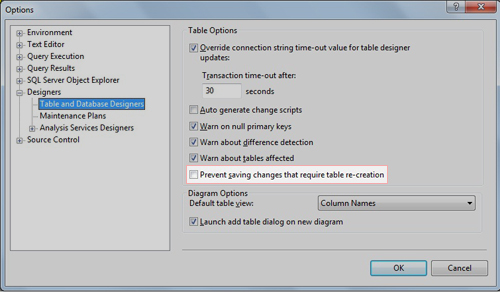 Options
Environment
Text Editor
Query Execution
Query Results
SQL Server Object Explorer
Designers
Table and Database Designers
Maintenance Plans
Analysis Services Designers
Source Control
Table Options
Override connection string time-out value for table designer
updates:
Transaction time-out after:
30 seconds
Auto generate change scripts
Warn on null primary keys
Warn about difference detection
Warn about tables affected
Prevent saving changes that require table re-creation
Diagram Options
Default table view: Column Names
Launch add table dialog on new diagram
OK Cancel